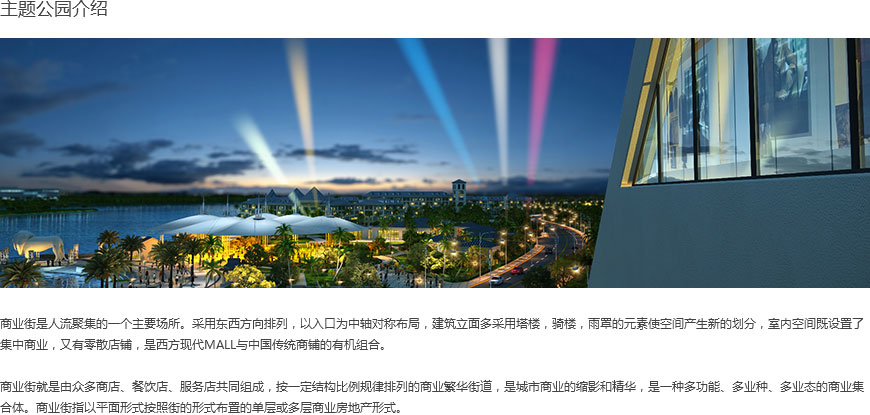 主题公园介绍
商业街是人流聚集的一个主要场所。采用东西方向排列，以入口为中轴对称布局，建筑立面多采用塔楼，骑楼，雨罩的元素使空间产生新的划分，室内空间既设置了
集中商业，又有零散店铺，是西方现代MALL与中国传统商铺的有机组合。
商业街就是由众多商店、餐饮店、服务店共同组成，按一定结构比例规律排列的商业繁华街道，是城市商业的缩影和精华，是一种多功能、多业种、多业态的商业集
合体。商业街指以平面形式按照街的形式布置的单层或多层商业房地产形式。